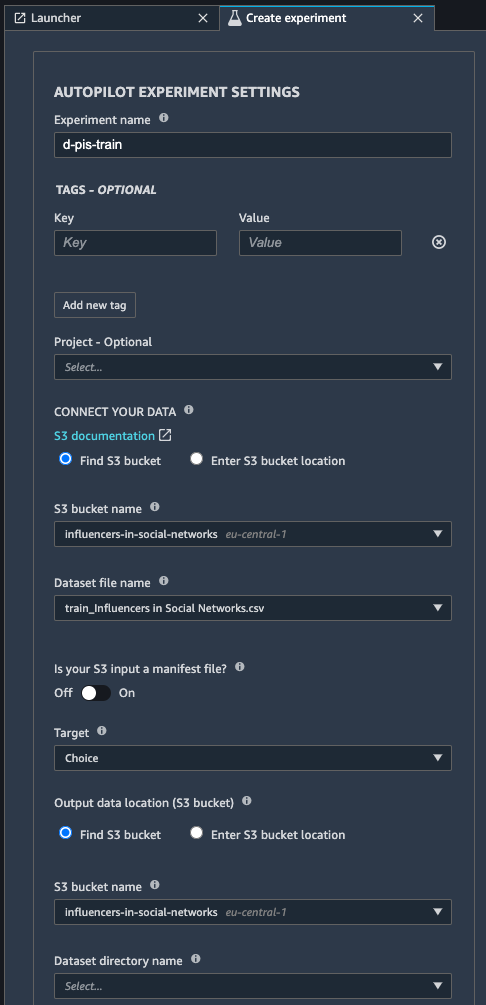 Launcher
Create experiment
AUTOPILOT EXPERIMENT SETTINGS
Experiment name
d-pis-train
TAGS - OPTIONAL
Key Value
Key Value
Add new tag
Project - Optional
Select...
CONNECT YOUR DATA
S3 documentation
Find S3 bucket Enter S3 bucket location
S3 bucket name
influencers-in-social-networks eu-central-1
Dataset file name
train_Influencers in Social Networks.csv
Is your S3 input a manifest file?
Off On
Target
Choice
Output data location (S3 bucket)
Find S3 bucket Enter S3 bucket location
S3 bucket name
influencers-in-social-networks eu-central-1
Dataset directory name
Select...